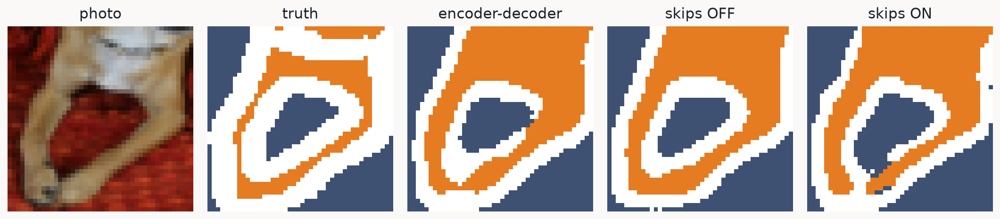 photo
truth
encoder-decoder
skips OFF
skips ON